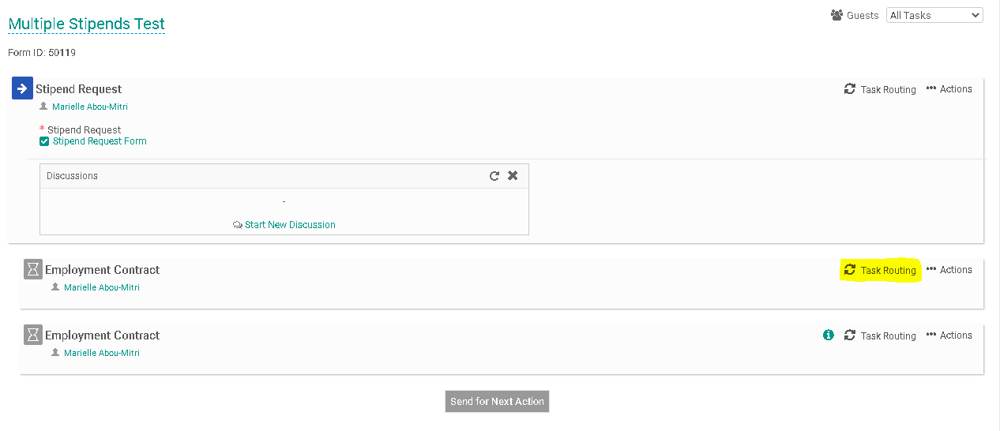 Multiple Stipends Test
Guests All Tasks
Form ID: 50119
Stipend Request Task Routing ••• Actions
Marielle Abou-Mitri
* Stipend Request
Stipend Request Form
Discussions
-
Start New Discussion
Employment Contract Task Routing ••• Actions
Marielle Abou-Mitri
Employment Contract Task Routing ••• Actions
Marielle Abou-Mitri
Send for Next Action